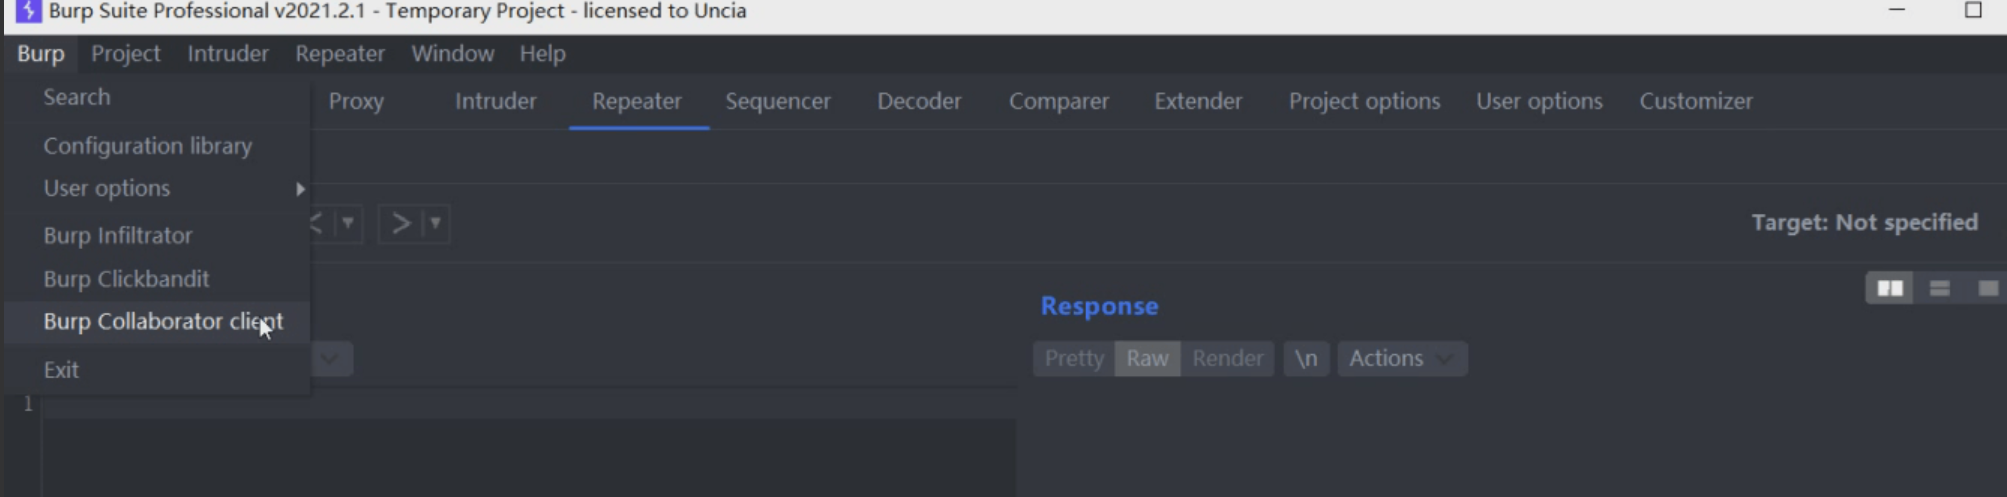 Burp Suite Professional v2021.2.1 - Temporary Project - licensed to Uncia
Burp Project Intruder Repeater Window Help
Search
Proxy Intruder Repeater Sequencer Decoder Comparer Extender Project options User options Customizer
Configuration library
User options
Burp Infiltrator
< >
Target: Not specified
Burp Clickbandit
Burp Collaborator client
Response
Exit
Pretty Raw Render \n Actions
1